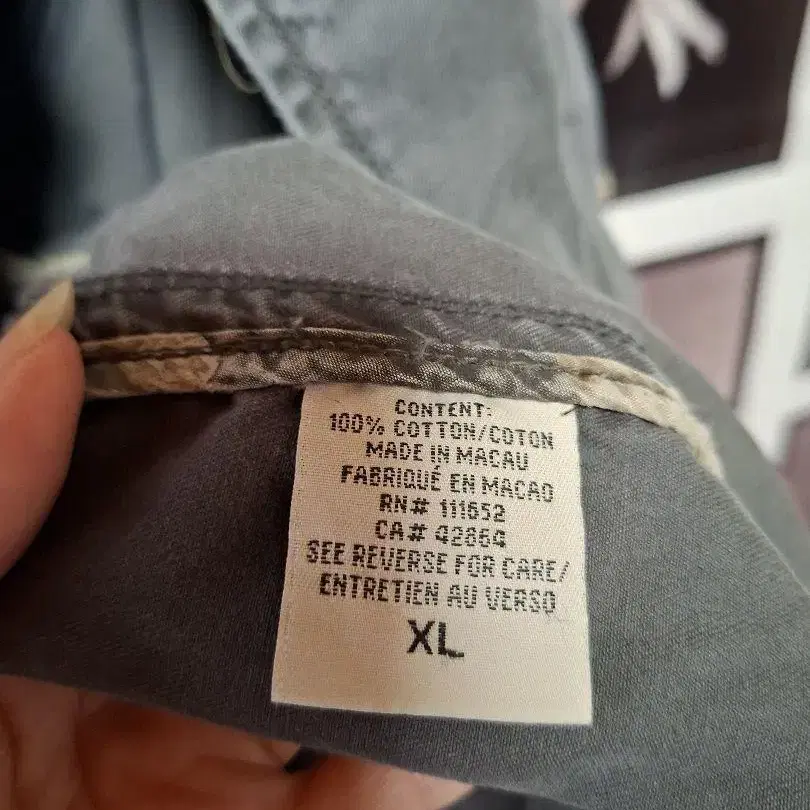 CONTENT:
100% COTTON/COTON
MADE IN MACAU
FABRIQUÉ EN MACAO
RN# 111652
CA# 42864
SEE REVERSE FOR CARE/
ENTRETIEN AU VERSO
XL